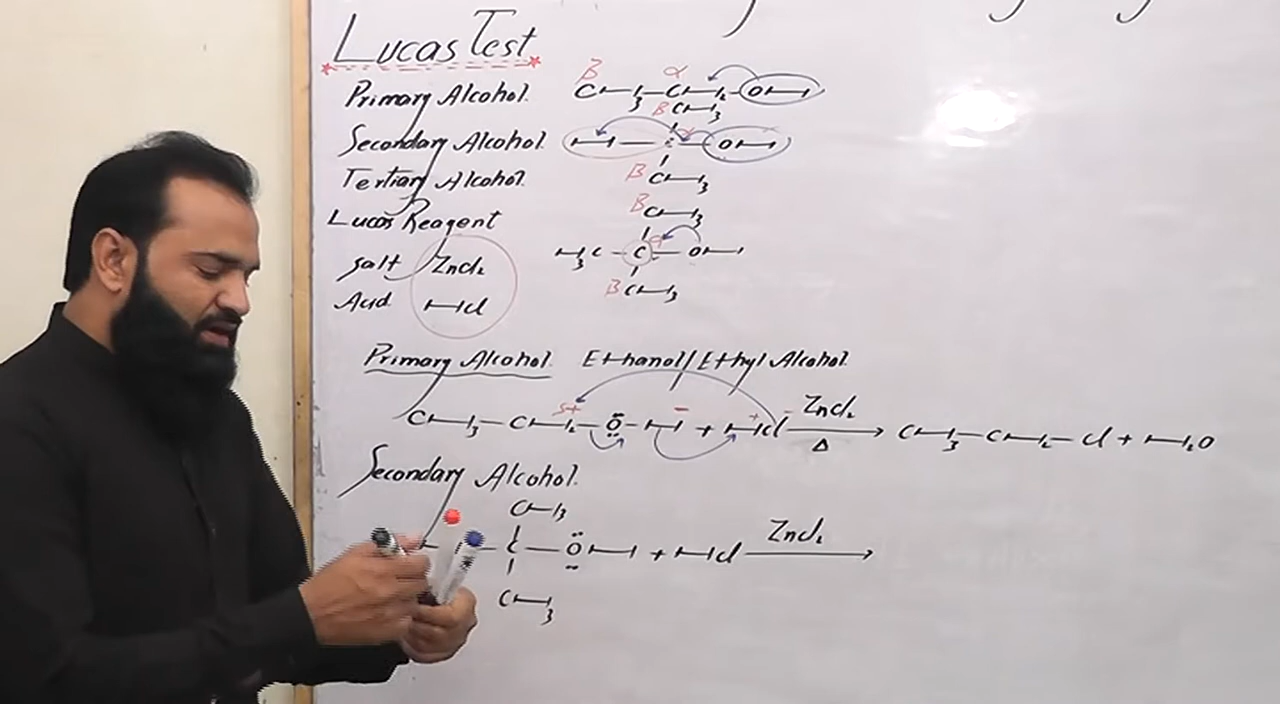 Lucas Test
Primary Alcohol. β α
CH3-CH2-OH
β CH3
Secondary Alcohol. H-C-OH
Tertiary Alcohol. β CH3
β CH3
Lucas Reagent
H3C-C-OH
Salt ZnCl2
β CH3
Acid HCl
Primary Alcohol. Ethanol/Ethyl Alcohol.
δ+ - + -
CH3-CH2-Ö-H + HCl ZnCl2 Δ → CH3-CH2-Cl + H2O
Secondary Alcohol.
CH3
C-Ö-H + HCl ZnCl2 →
CH3